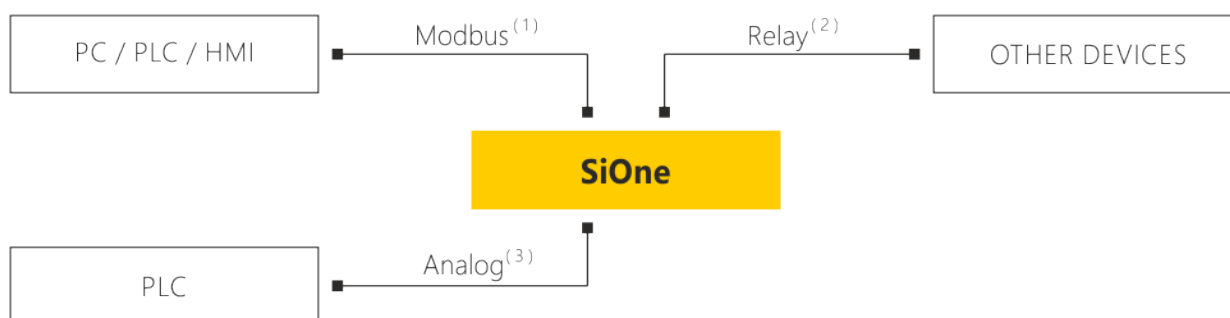 PC / PLC / HMI
Modbus(1)
Relay(2)
OTHER DEVICES
SiOne
Analog(3)
PLC